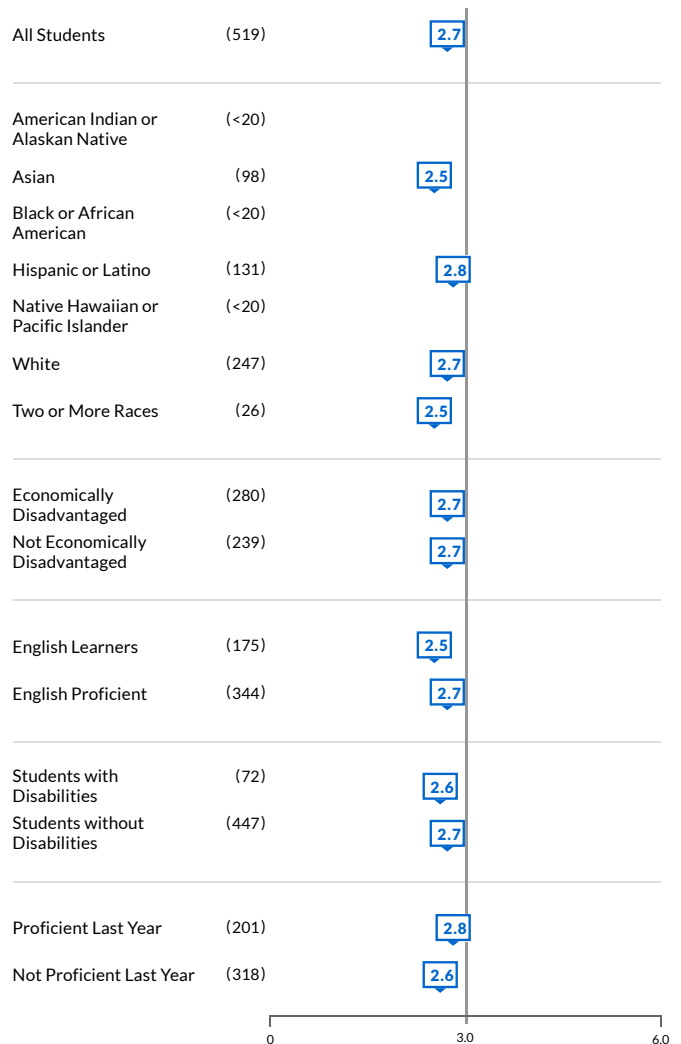 All Students (519) 2.7
American Indian or (<20)
Alaskan Native
Asian (98) 2.5
Black or African (<20)
American
Hispanic or Latino (131) 2.8
Native Hawaiian or (<20)
Pacific Islander
White (247) 2.7
Two or More Races (26) 2.5
Economically (280) 2.7
Disadvantaged
Not Economically (239) 2.7
Disadvantaged
English Learners (175) 2.5
English Proficient (344) 2.7
Students with (72) 2.6
Disabilities
Students without (447) 2.7
Disabilities
Proficient Last Year (201) 2.8
Not Proficient Last Year (318) 2.6
0 3.0 6.0